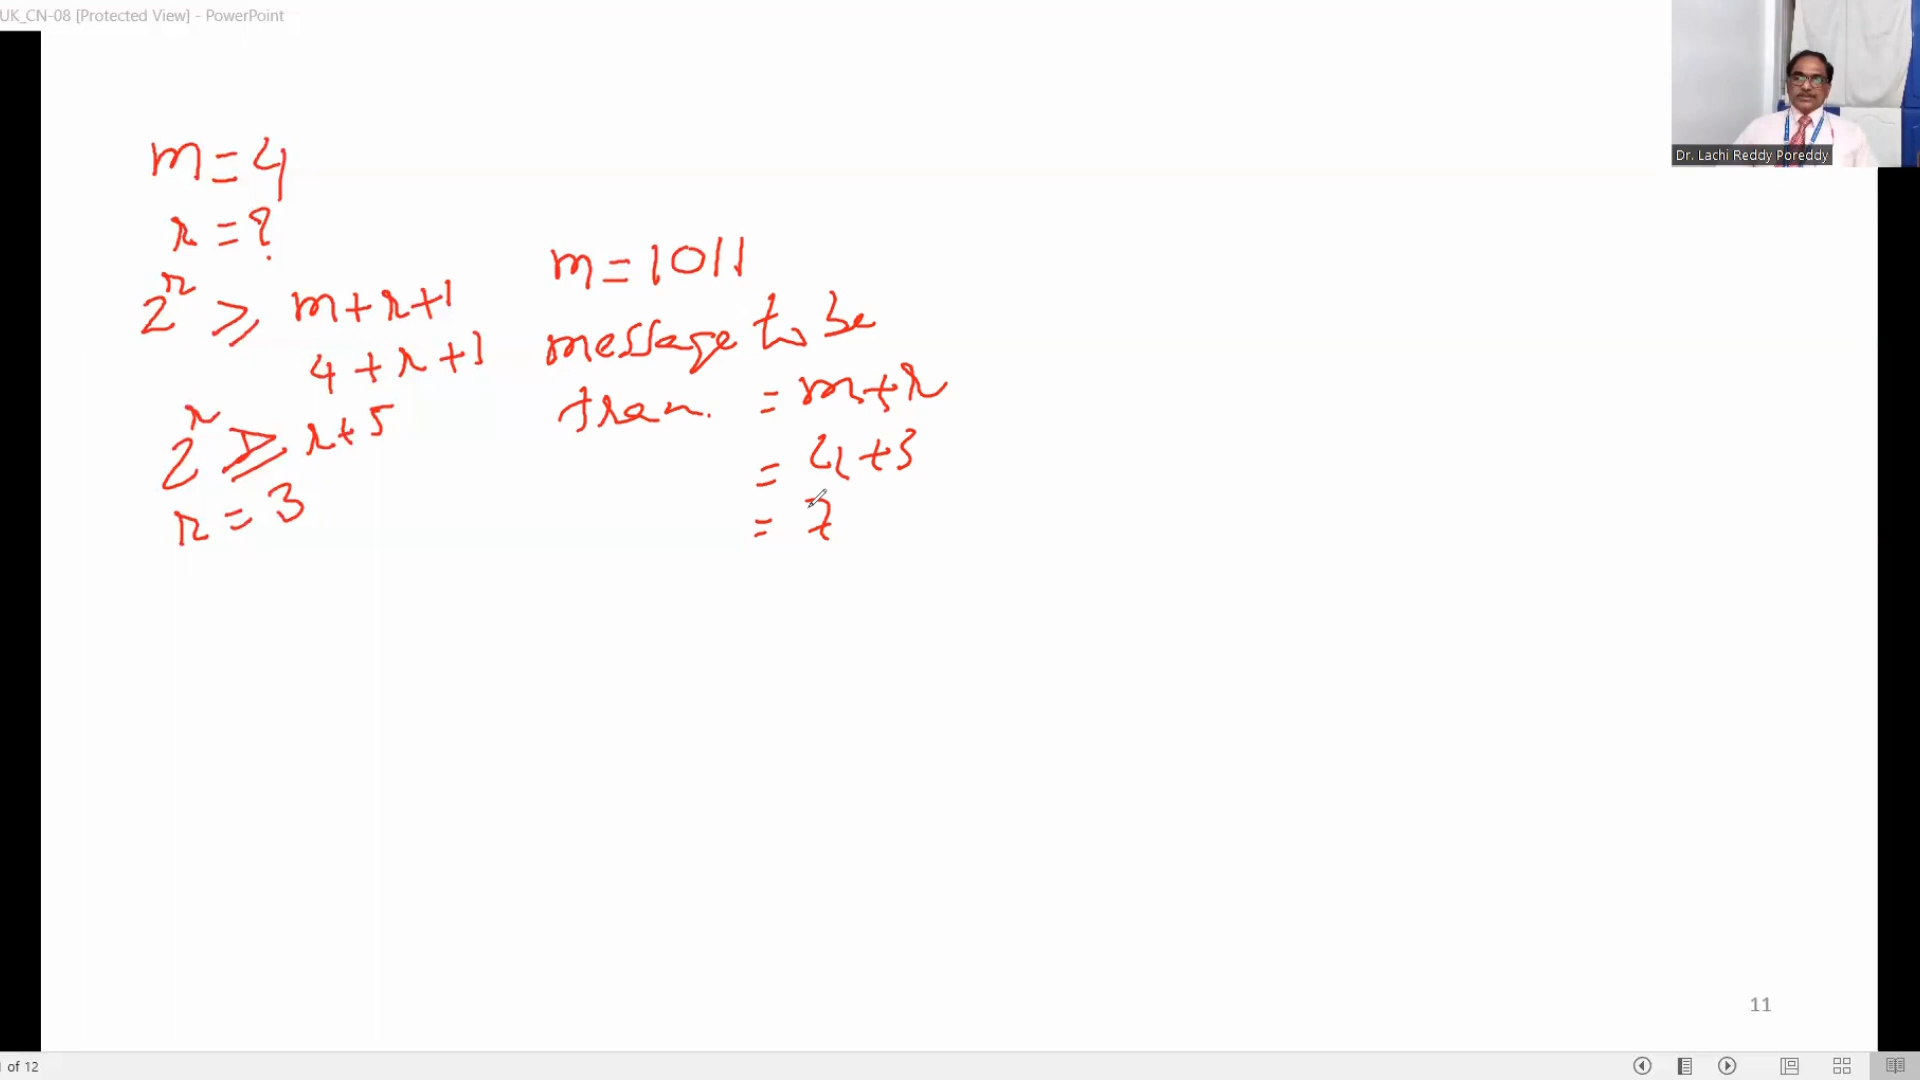 UK_CN-08 [Protected View] - PowerPoint
Dr. Lachi Reddy Poreddy
m = 4
r = ?
2^r ≥ m+r+1
4+r+1
2^r ≥ r+5
r = 3
m = 1011
message to be
tran. = m+r
= 4+3
= 7
11
of 12